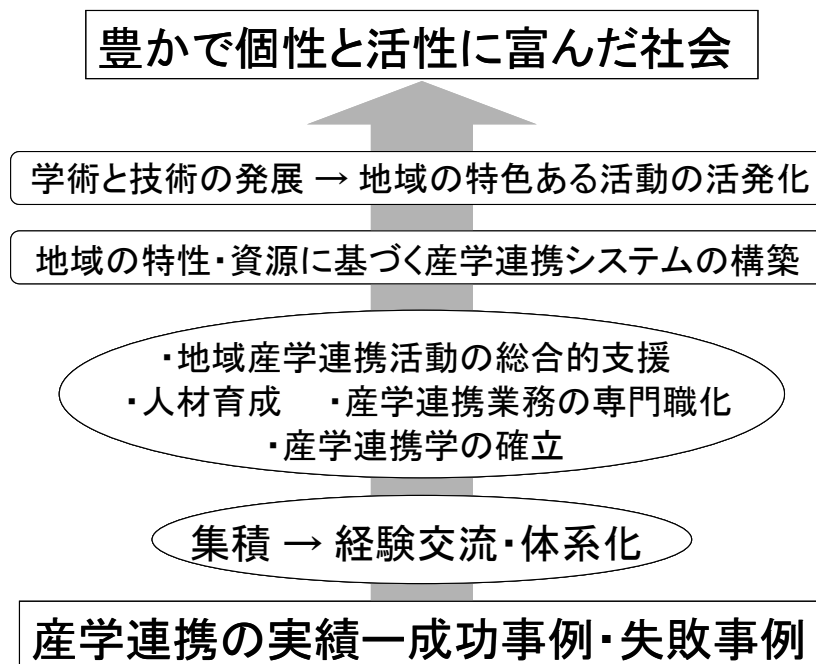 豊かで個性と活性に富んだ社会
学術と技術の発展 → 地域の特色ある活動の活発化
地域の特性・資源に基づく産学連携システムの構築
・地域産学連携活動の総合的支援
・人材育成　・産学連携業務の専門職化
・産学連携学の確立
集積 → 経験交流・体系化
産学連携の実績―成功事例・失敗事例